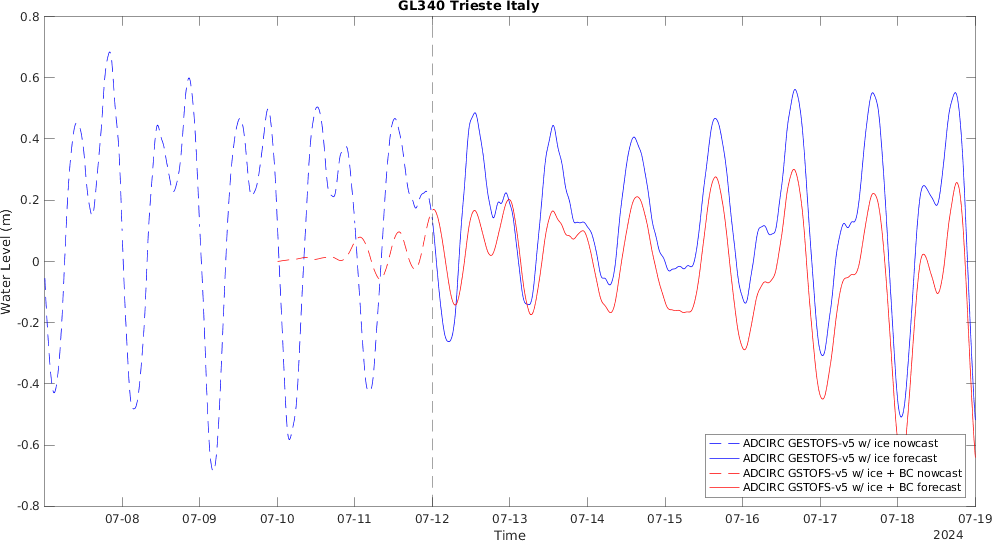 GL340 Trieste Italy
Water Level (m)
0.8
0.6
0.4
0.2
0
-0.2
-0.4
-0.6
-0.8
ADCIRC GESTOFS-v5 w/ ice nowcast
ADCIRC GESTOFS-v5 w/ ice forecast
ADCIRC GSTOFS-v5 w/ ice + BC nowcast
ADCIRC GSTOFS-v5 w/ ice + BC forecast
07-08 07-09 07-10 07-11 07-12 07-13 07-14 07-15 07-16 07-17 07-18 07-19
Time
2024